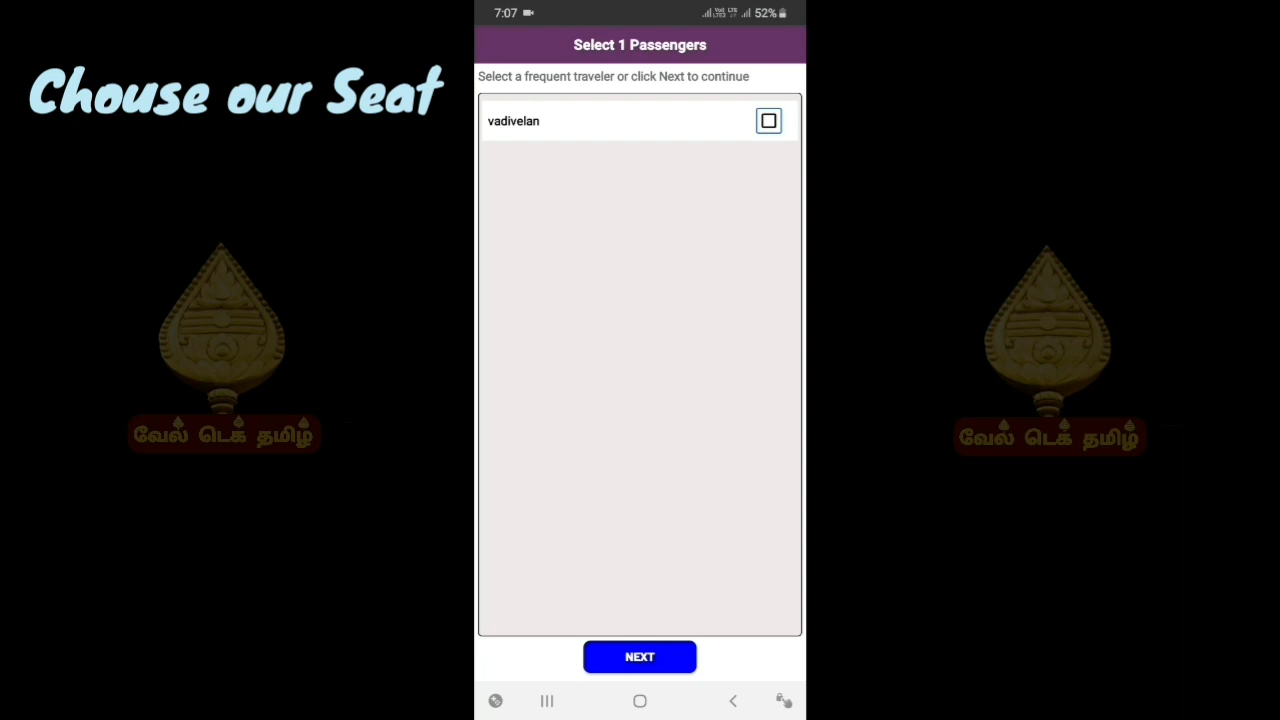 Chouse our Seat
7:07
52%
Select 1 Passengers
Select a frequent traveler or click Next to continue
vadivelan
NEXT
வேல் டெக் தமிழ்
வேல் டெக் தமிழ்